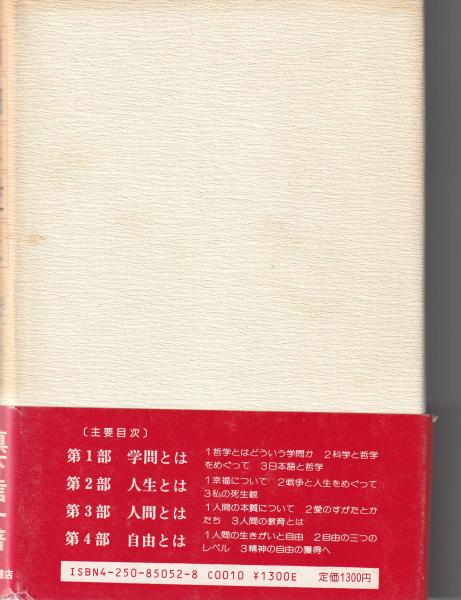 〔主要目次〕
第1部 学問とは 1哲学とはどういう学問か 2科学と哲学
をめぐって 3日本語と哲学
第2部 人生とは 1幸福について 2戦争と人生をめぐって
3私の死生観
第3部 人間とは 1人間の本質について 2愛のすがたとか
たち 3人間の教育とは
第4部 自由とは 1人間の生きがいと自由 2自由の三つの
レベル 3精神の自由の獲得へ
ISBN4-250-85052-8 C0010 ¥1300E 定価1300円
真下信一著
書店